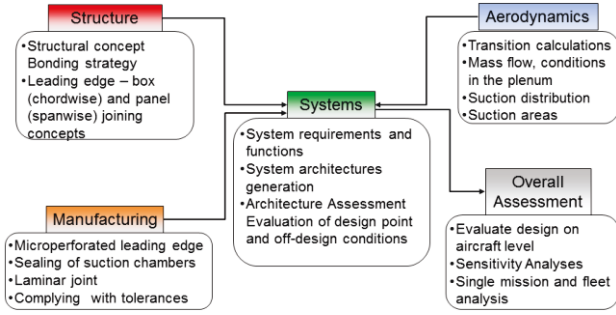 Structure
•Structural concept
Bonding strategy
•Leading edge – box
(chordwise) and panel
(spanwise) joining
concepts
Aerodynamics
•Transition calculations
•Mass flow, conditions
in the plenum
•Suction distribution
•Suction areas
Systems
•System requirements and
functions
•System architectures
generation
•Architecture Assessment
Evaluation of design point
and off-design conditions
Manufacturing
•Microperforated leading edge
•Sealing of suction chambers
•Laminar joint
•Complying with tolerances
Overall
Assessment
•Evaluate design on
aircraft level
•Sensitivity Analyses
•Single mission and fleet
analysis